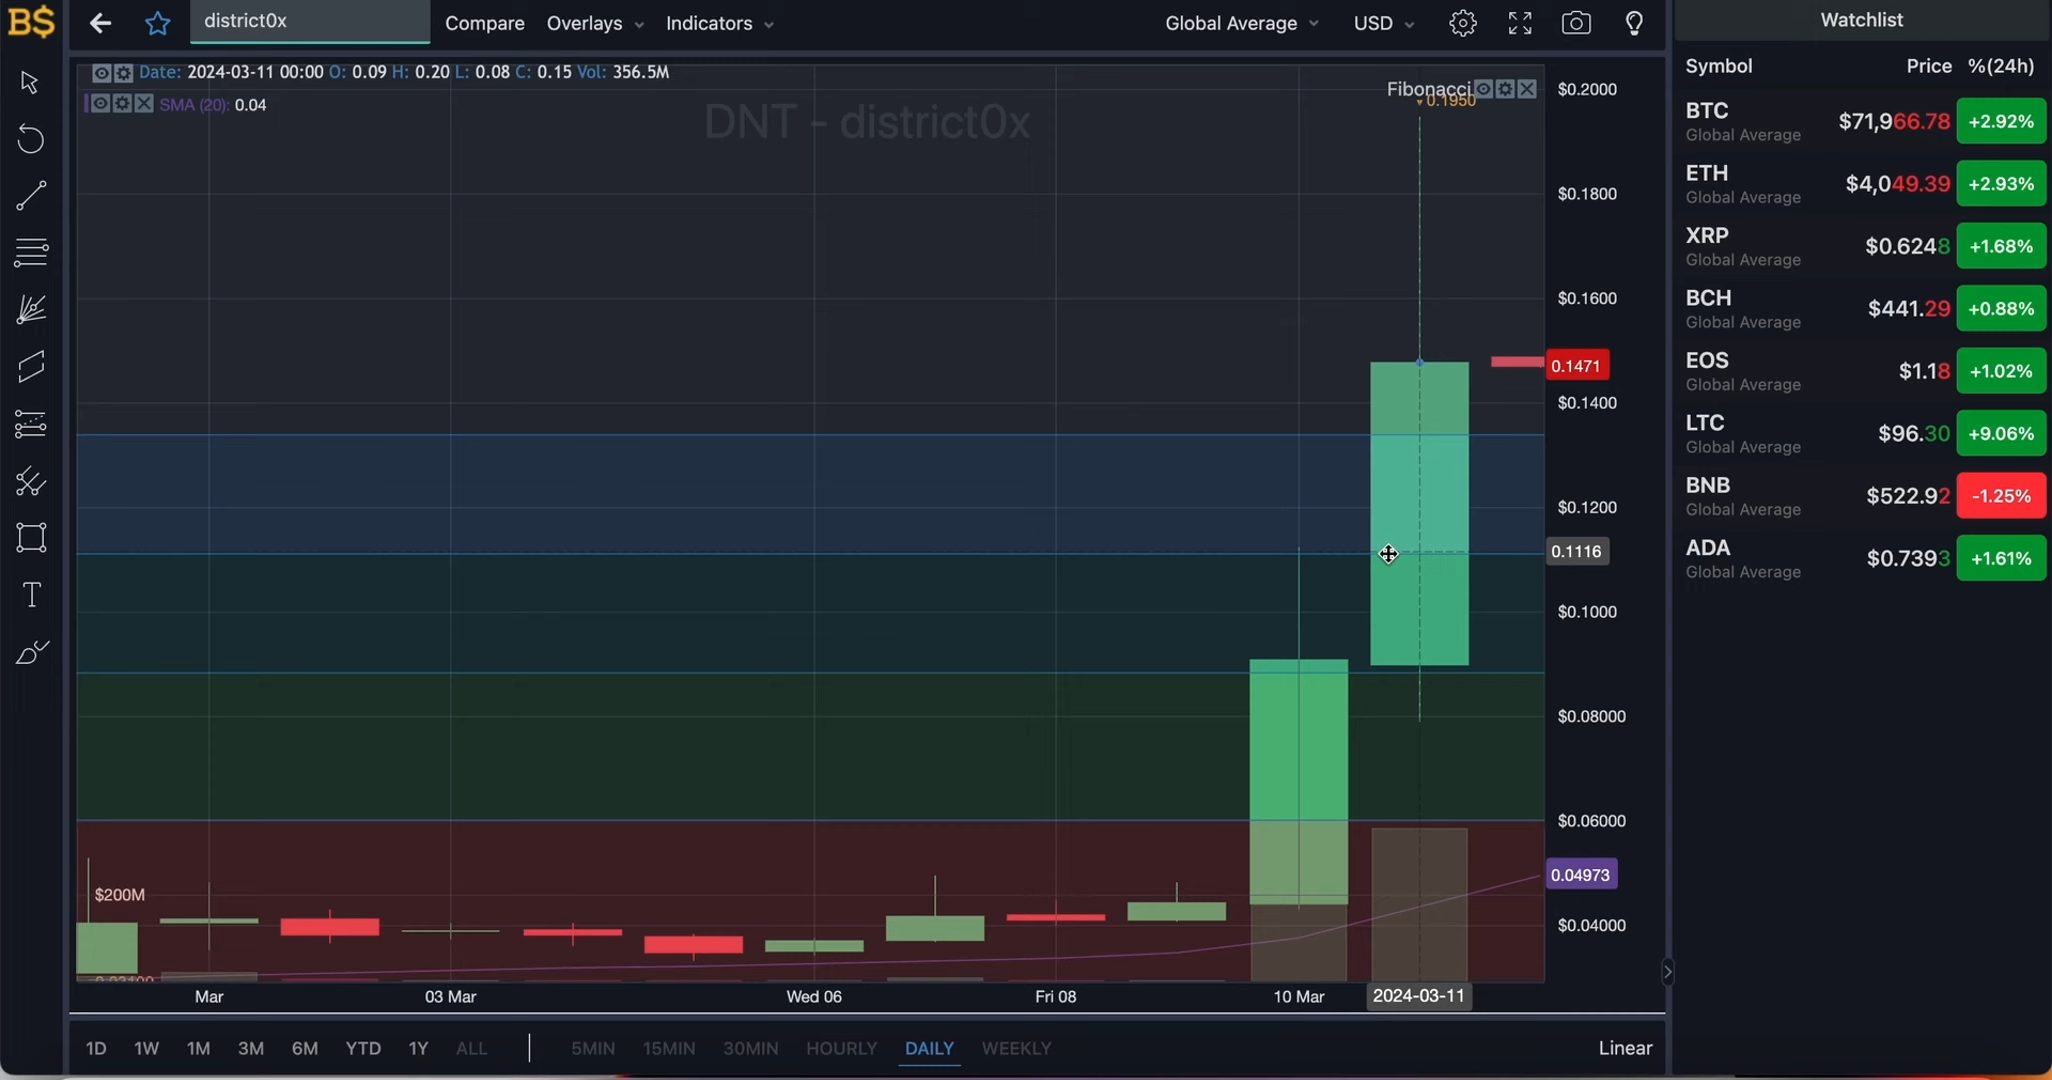 B$ district0x Compare Overlays Indicators Global Average USD Watchlist
Date: 2024-03-11 00:00 O: 0.09 H: 0.20 L: 0.08 C: 0.15 Vol: 356.5M
SMA (20): 0.04
DNT - district0x
Fibonacci
0.1950
$0.2000
$0.1800
$0.1600
0.1471
$0.1400
$0.1200
0.1116
$0.1000
$0.08000
$0.06000
0.04973
$0.04000
$200M
Mar 03 Mar Wed 06 Fri 08 10 Mar 2024-03-11
1D 1W 1M 3M 6M YTD 1Y ALL 5MIN 15MIN 30MIN HOURLY DAILY WEEKLY Linear
Symbol Price %(24h)
BTC $71,966.78 +2.92%
Global Average
ETH $4,049.39 +2.93%
Global Average
XRP $0.6248 +1.68%
Global Average
BCH $441.29 +0.88%
Global Average
EOS $1.18 +1.02%
Global Average
LTC $96.30 +9.06%
Global Average
BNB $522.92 -1.25%
Global Average
ADA $0.7393 +1.61%
Global Average